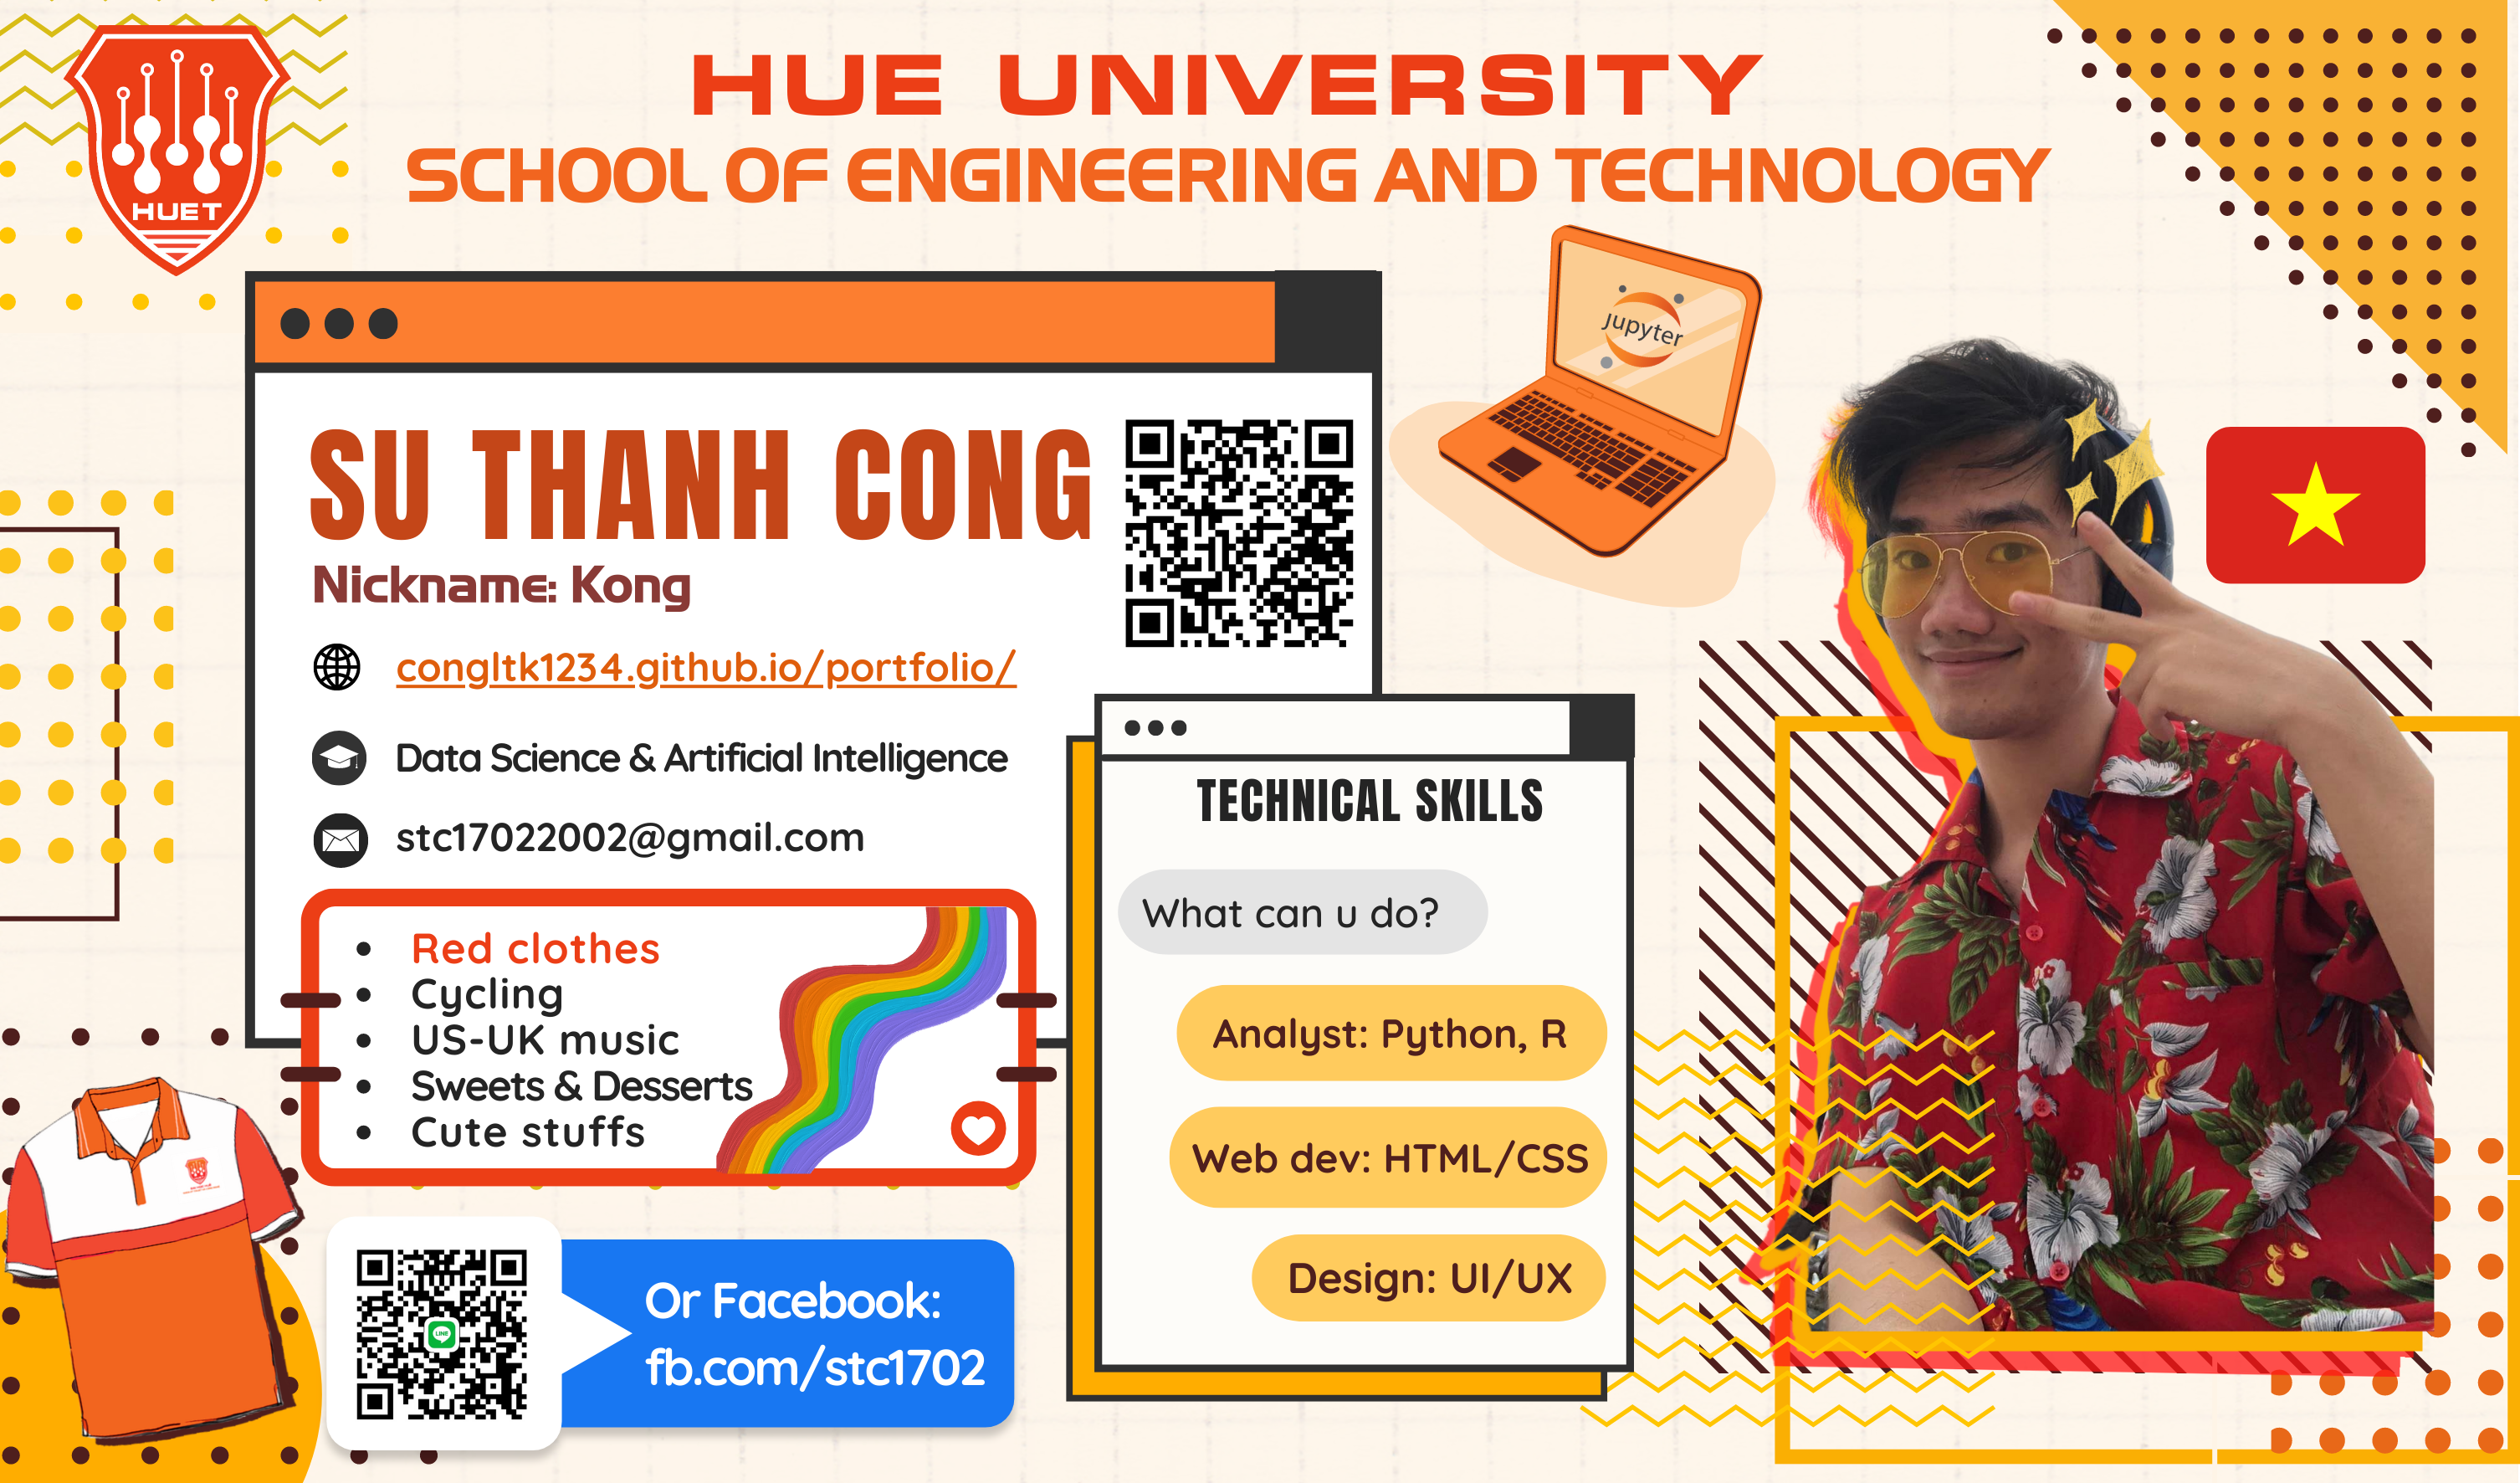 HUE UNIVERSITY
SCHOOL OF ENGINEERING AND TECHNOLOGY
HUET
jupyter
SU THANH CONG
Nickname: Kong
congltk1234.github.io/portfolio/
Data Science & Artificial Intelligence
stc17022002@gmail.com
Red clothes
Cycling
US-UK music
Sweets & Desserts
Cute stuffs
TECHNICAL SKILLS
What can u do?
Analyst: Python, R
Web dev: HTML/CSS
Design: UI/UX
LINE
Or Facebook:
fb.com/stc1702